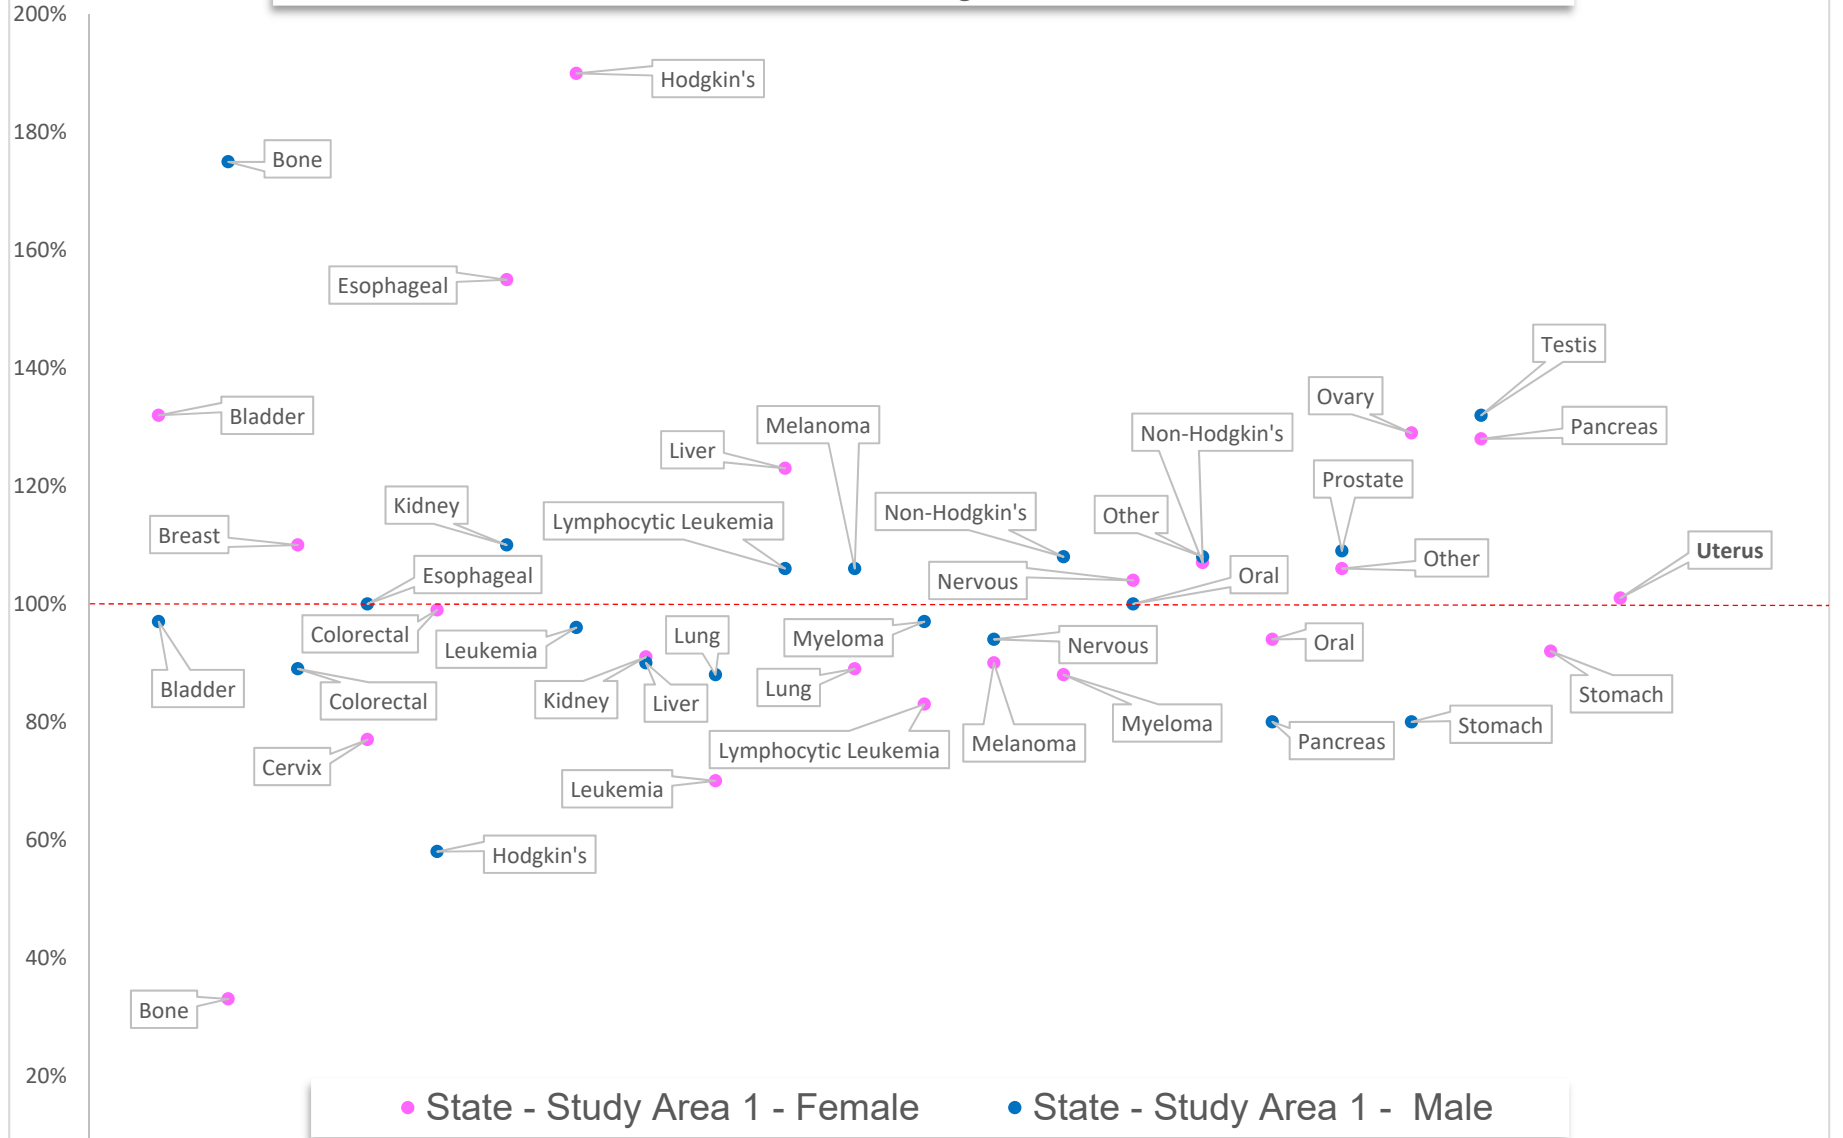 200%
Hodgkin's
180%
Bone
160%
Esophageal
140%
Testis
Ovary
Bladder
Melanoma
Pancreas
Non-Hodgkin's
Liver
120%
Prostate
Kidney
Non-Hodgkin's
Other
Lymphocytic Leukemia
Breast
Uterus
Other
Esophageal
Nervous
Oral
100%
Colorectal
Lung
Myeloma
Leukemia
Nervous
Oral
Bladder
Lung
Stomach
Colorectal
Kidney
Liver
80%
Myeloma
Stomach
Lymphocytic Leukemia
Melanoma
Pancreas
Cervix
Leukemia
60%
Hodgkin's
40%
Bone
20%
State - Study Area 1 - Female
State - Study Area 1 -  Male